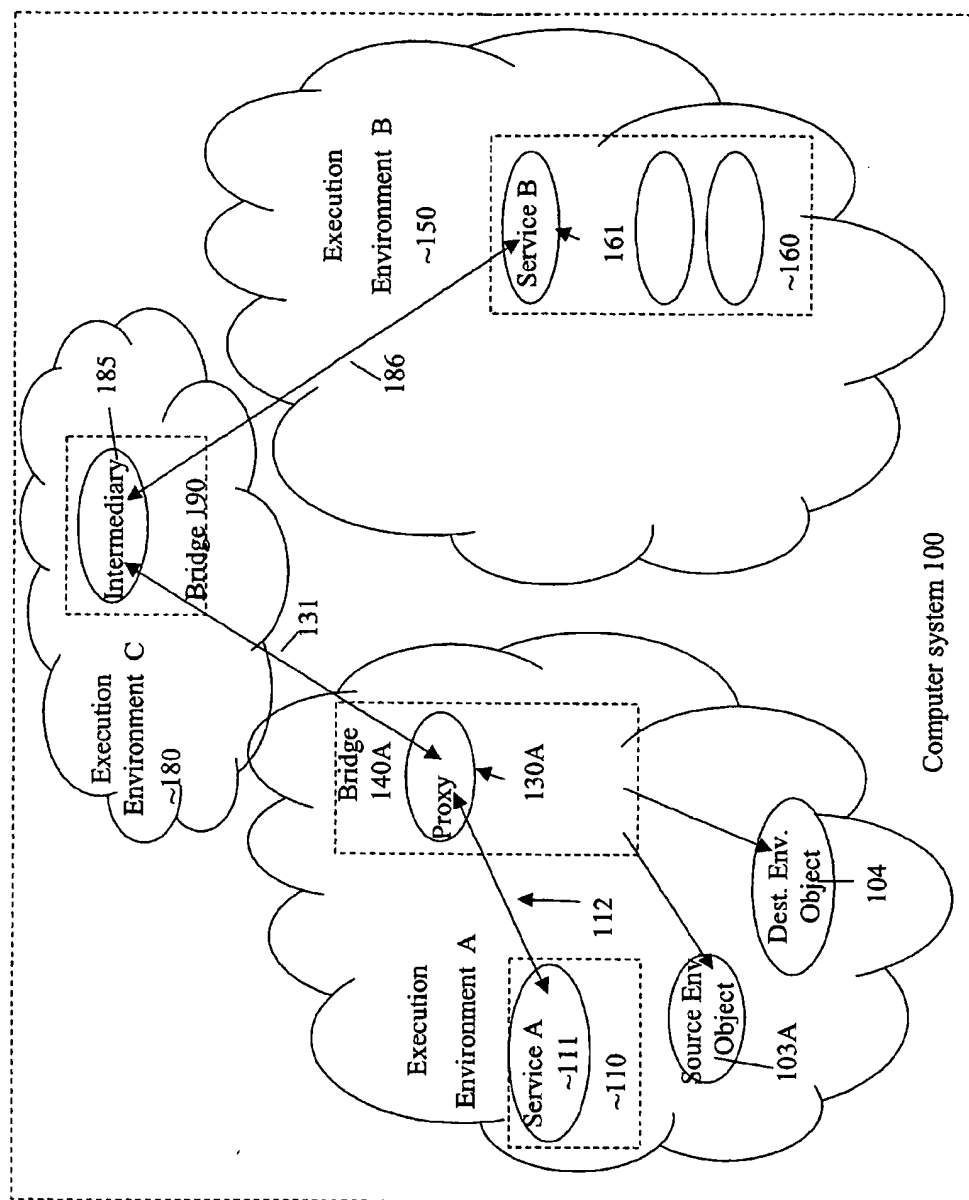 Execution
Environment C
~180
Intermediary
185
Bridge 190
131
186
Execution
Environment B
~150
Service B
161
~160
Execution
Environment A
Bridge
140A
Proxy
130A
112
Service A
~111
~110
Source Env
Object
103A
Dest. Env.
Object
104
Computer system 100